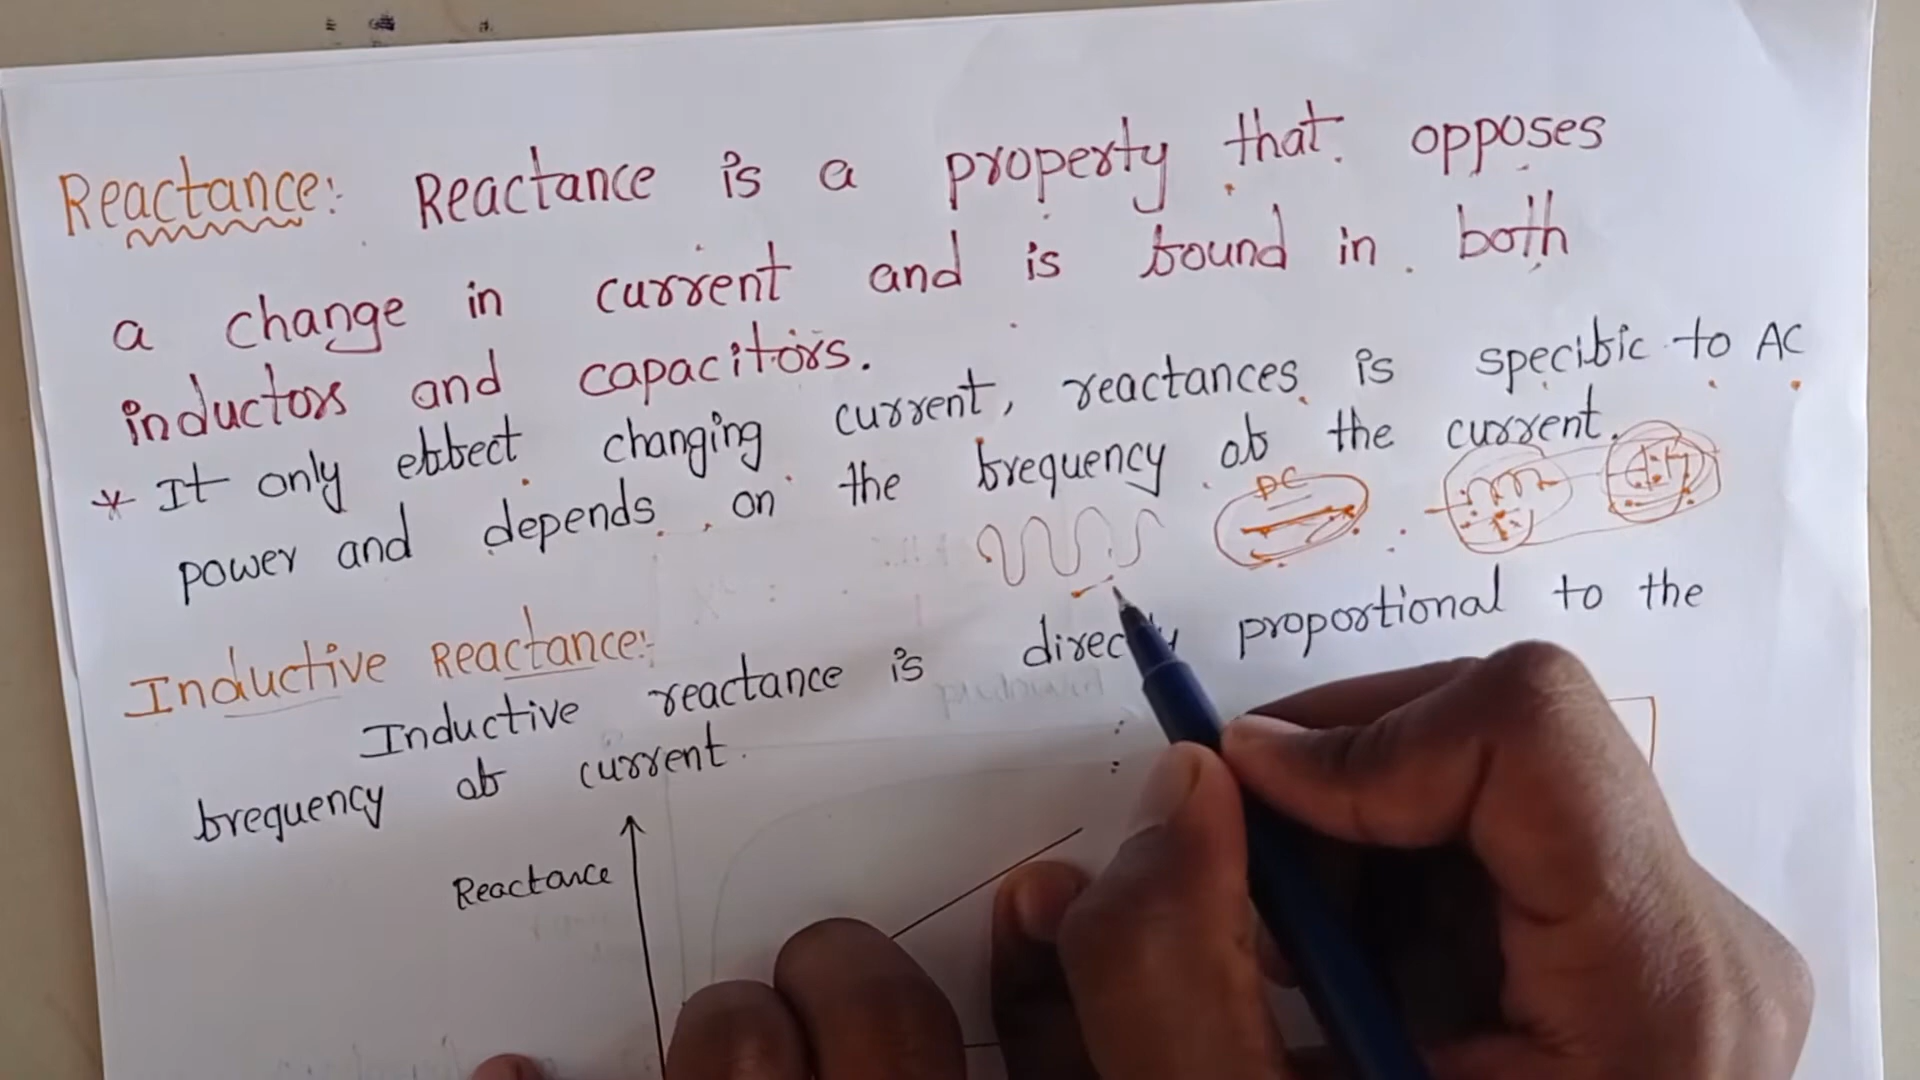 Reactance: Reactance is a property that opposes
a change in current and is found in both
inductors and capacitors.
* It only effect changing current, reactances is specific to AC
power and depends on the frequency of the current.
DC
Inductive Reactance:
Inductive reactance is directly proportional to the
frequency of current.
Reactance